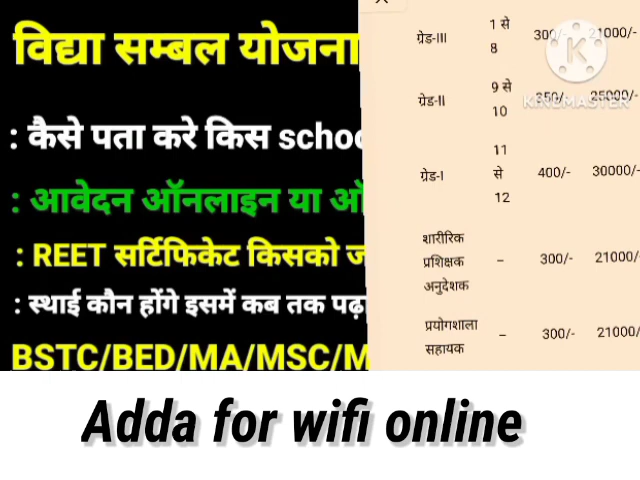 विद्या सम्बल योजना
: कैसे पता करे किस schoo
: आवेदन ऑनलाइन या
: REET सर्टिफिकेट किसको
: स्थाई कौन होंगे इसमें कब तक पढ़ा
BSTC/BED/MA/MSC/M
ग्रेड-III 1 से 8 300/- 21000/-
ग्रेड-II 9 से 10 350/- 25000/-
KINEMASTER
ग्रेड-I 11 से 12 400/- 30000/-
शारीरिक प्रशिक्षक अनुदेशक – 300/- 21000/-
प्रयोगशाला सहायक – 300/- 21000/-
Adda for wifi online